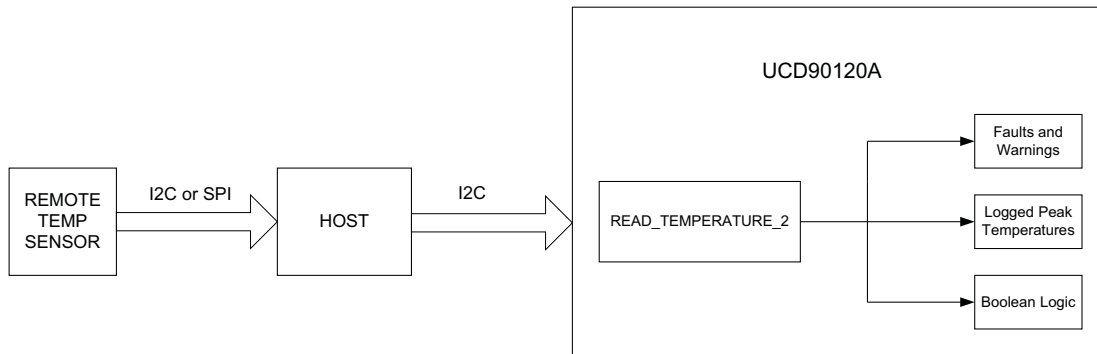 UCD90120A
Faults and
Warnings
REMOTE
TEMP
SENSOR
I2C or SPI
HOST
I2C
READ_TEMPERATURE_2
Logged Peak
Temperatures
Boolean Logic